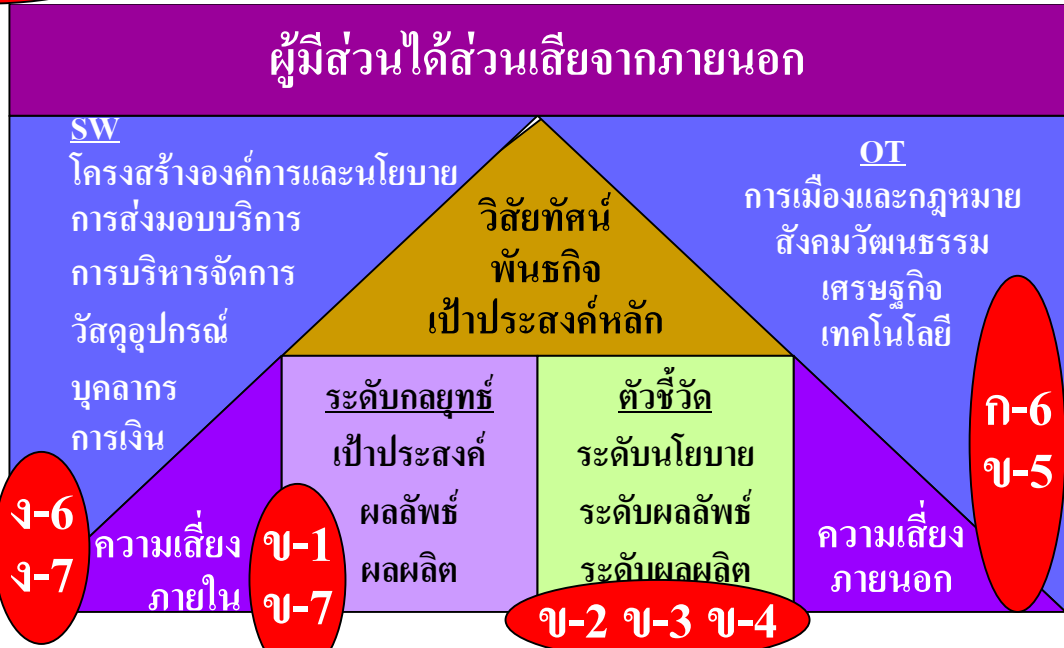 ผู้มีส่วนได้ส่วนเสียจากภายนอก
SW
โครงสร้างองค์การและนโยบาย
การส่งมอบบริการ
การบริหารจัดการ
วัสดุอุปกรณ์
บุคลากร
การเงิน
วิสัยทัศน์
พันธกิจ
เป้าประสงค์หลัก
OT
การเมืองและกฎหมาย
สังคมวัฒนธรรม
เศรษฐกิจ
เทคโนโลยี
ก-6
ข-5
ระดับกลยุทธ์
เป้าประสงค์
ผลลัพธ์
ผลผลิต
ตัวชี้วัด
ระดับนโยบาย
ระดับผลลัพธ์
ระดับผลผลิต
ง-6
ง-7
ความเสี่ยง
ภายใน
ข-1
ข-7
ข-2 ข-3 ข-4
ความเสี่ยง
ภายนอก